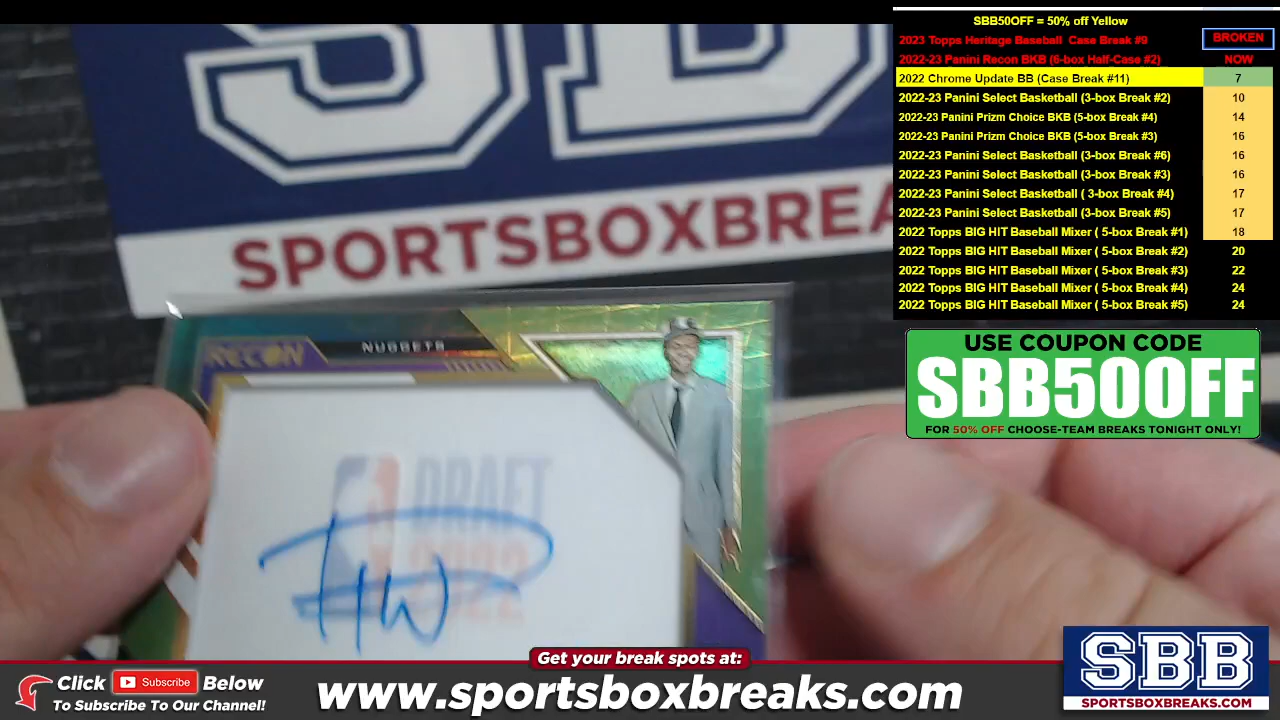 SBB
SPORTSBOXBREA
SBB50OFF = 50% off Yellow
2023 Topps Heritage Baseball Case Break #9 BROKEN
2022-23 Panini Recon BKB (6-box Half-Case #2) NOW
2022 Chrome Update BB (Case Break #11) 7
2022-23 Panini Select Basketball (3-box Break #2) 10
2022-23 Panini Prizm Choice BKB (5-box Break #4) 14
2022-23 Panini Prizm Choice BKB (5-box Break #3) 16
2022-23 Panini Select Basketball (3-box Break #6) 16
2022-23 Panini Select Basketball (3-box Break #3) 16
2022-23 Panini Select Basketball ( 3-box Break #4) 17
2022-23 Panini Select Basketball (3-box Break #5) 17
2022 Topps BIG HIT Baseball Mixer ( 5-box Break #1) 18
2022 Topps BIG HIT Baseball Mixer ( 5-box Break #2) 20
2022 Topps BIG HIT Baseball Mixer ( 5-box Break #3) 22
2022 Topps BIG HIT Baseball Mixer ( 5-box Break #4) 24
2022 Topps BIG HIT Baseball Mixer ( 5-box Break #5) 24
USE COUPON CODE
SBB50OFF
FOR 50% OFF CHOOSE-TEAM BREAKS TONIGHT ONLY!
RECON
NUGGETS
DRAFT
2022
Get your break spots at:
www.sportsboxbreaks.com
Click Subscribe Below
To Subscribe To Our Channel!
SBB
SPORTSBOXBREAKS.COM